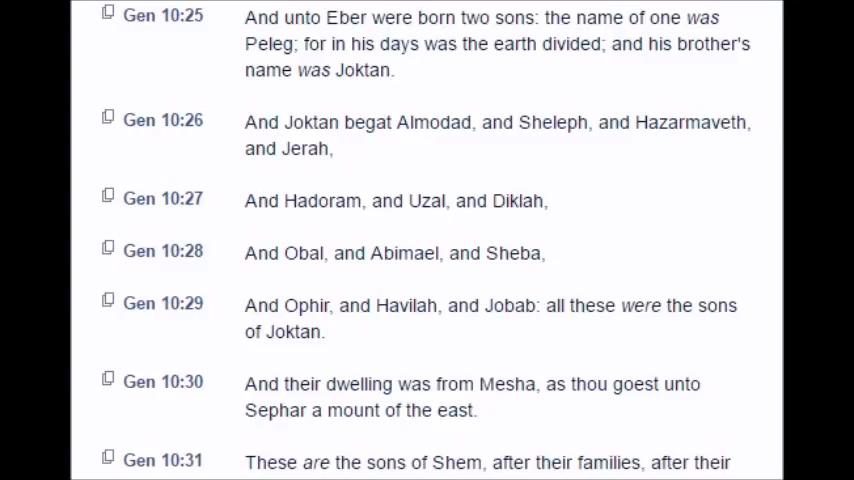 Gen 10:25 And unto Eber were born two sons: the name of one was
Peleg; for in his days was the earth divided; and his brother's
name was Joktan.
Gen 10:26 And Joktan begat Almodad, and Sheleph, and Hazarmaveth,
and Jerah,
Gen 10:27 And Hadoram, and Uzal, and Diklah,
Gen 10:28 And Obal, and Abimael, and Sheba,
Gen 10:29 And Ophir, and Havilah, and Jobab: all these were the sons
of Joktan.
Gen 10:30 And their dwelling was from Mesha, as thou goest unto
Sephar a mount of the east.
Gen 10:31 These are the sons of Shem, after their families, after their